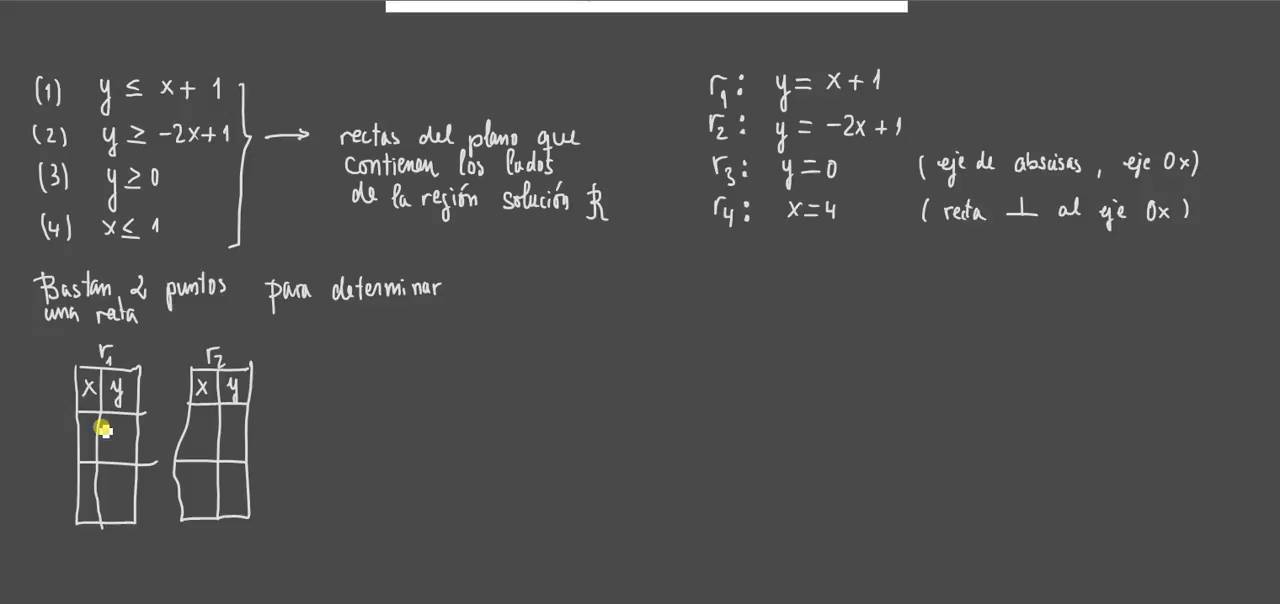 (1) y ≤ x + 1
(2) y ≥ -2x+1
(3) y ≥ 0
(4) x ≤ 1
rectas del plano que
contienen los lados
de la región solución R
r₁: y = x + 1
r₂: y = -2x + 1
r₃: y = 0 (eje de abscisas, eje 0x)
r₄: x = 4 (recta ⊥ al eje 0x)
Bastan 2 puntos para determinar
una reta
r₁
x y
r₂
x y